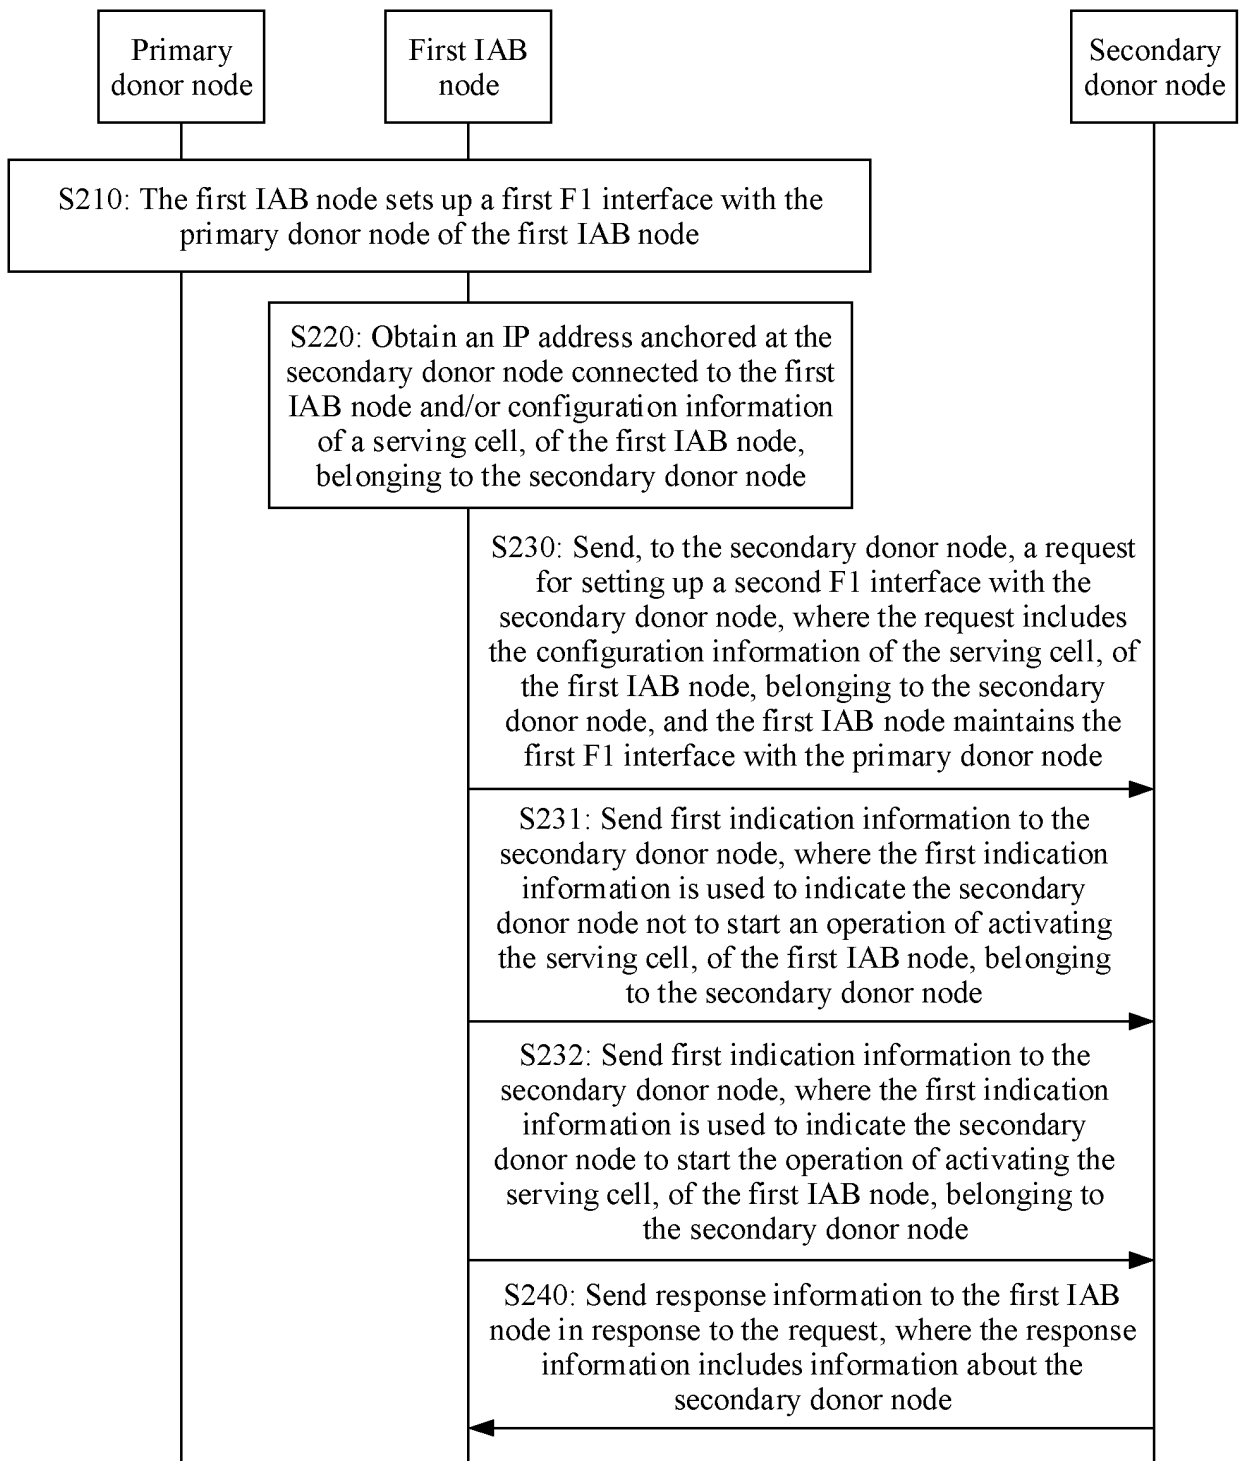 Primary
donor node
First IAB
node
Secondary
donor node
S210: The first IAB node sets up a first F1 interface with the
primary donor node of the first IAB node
S220: Obtain an IP address anchored at the
secondary donor node connected to the first
IAB node and/or configuration information
of a serving cell, of the first IAB node,
belonging to the secondary donor node
S230: Send, to the secondary donor node, a request
for setting up a second F1 interface with the
secondary donor node, where the request includes
the configuration information of the serving cell, of
the first IAB node, belonging to the secondary
donor node, and the first IAB node maintains the
first F1 interface with the primary donor node
S231: Send first indication information to the
secondary donor node, where the first indication
information is used to indicate the secondary
donor node not to start an operation of activating
the serving cell, of the first IAB node, belonging
to the secondary donor node
S232: Send first indication information to the
secondary donor node, where the first indication
information is used to indicate the secondary
donor node to start the operation of activating the
serving cell, of the first IAB node, belonging to
the secondary donor node
S240: Send response information to the first IAB
node in response to the request, where the response
information includes information about the
secondary donor node